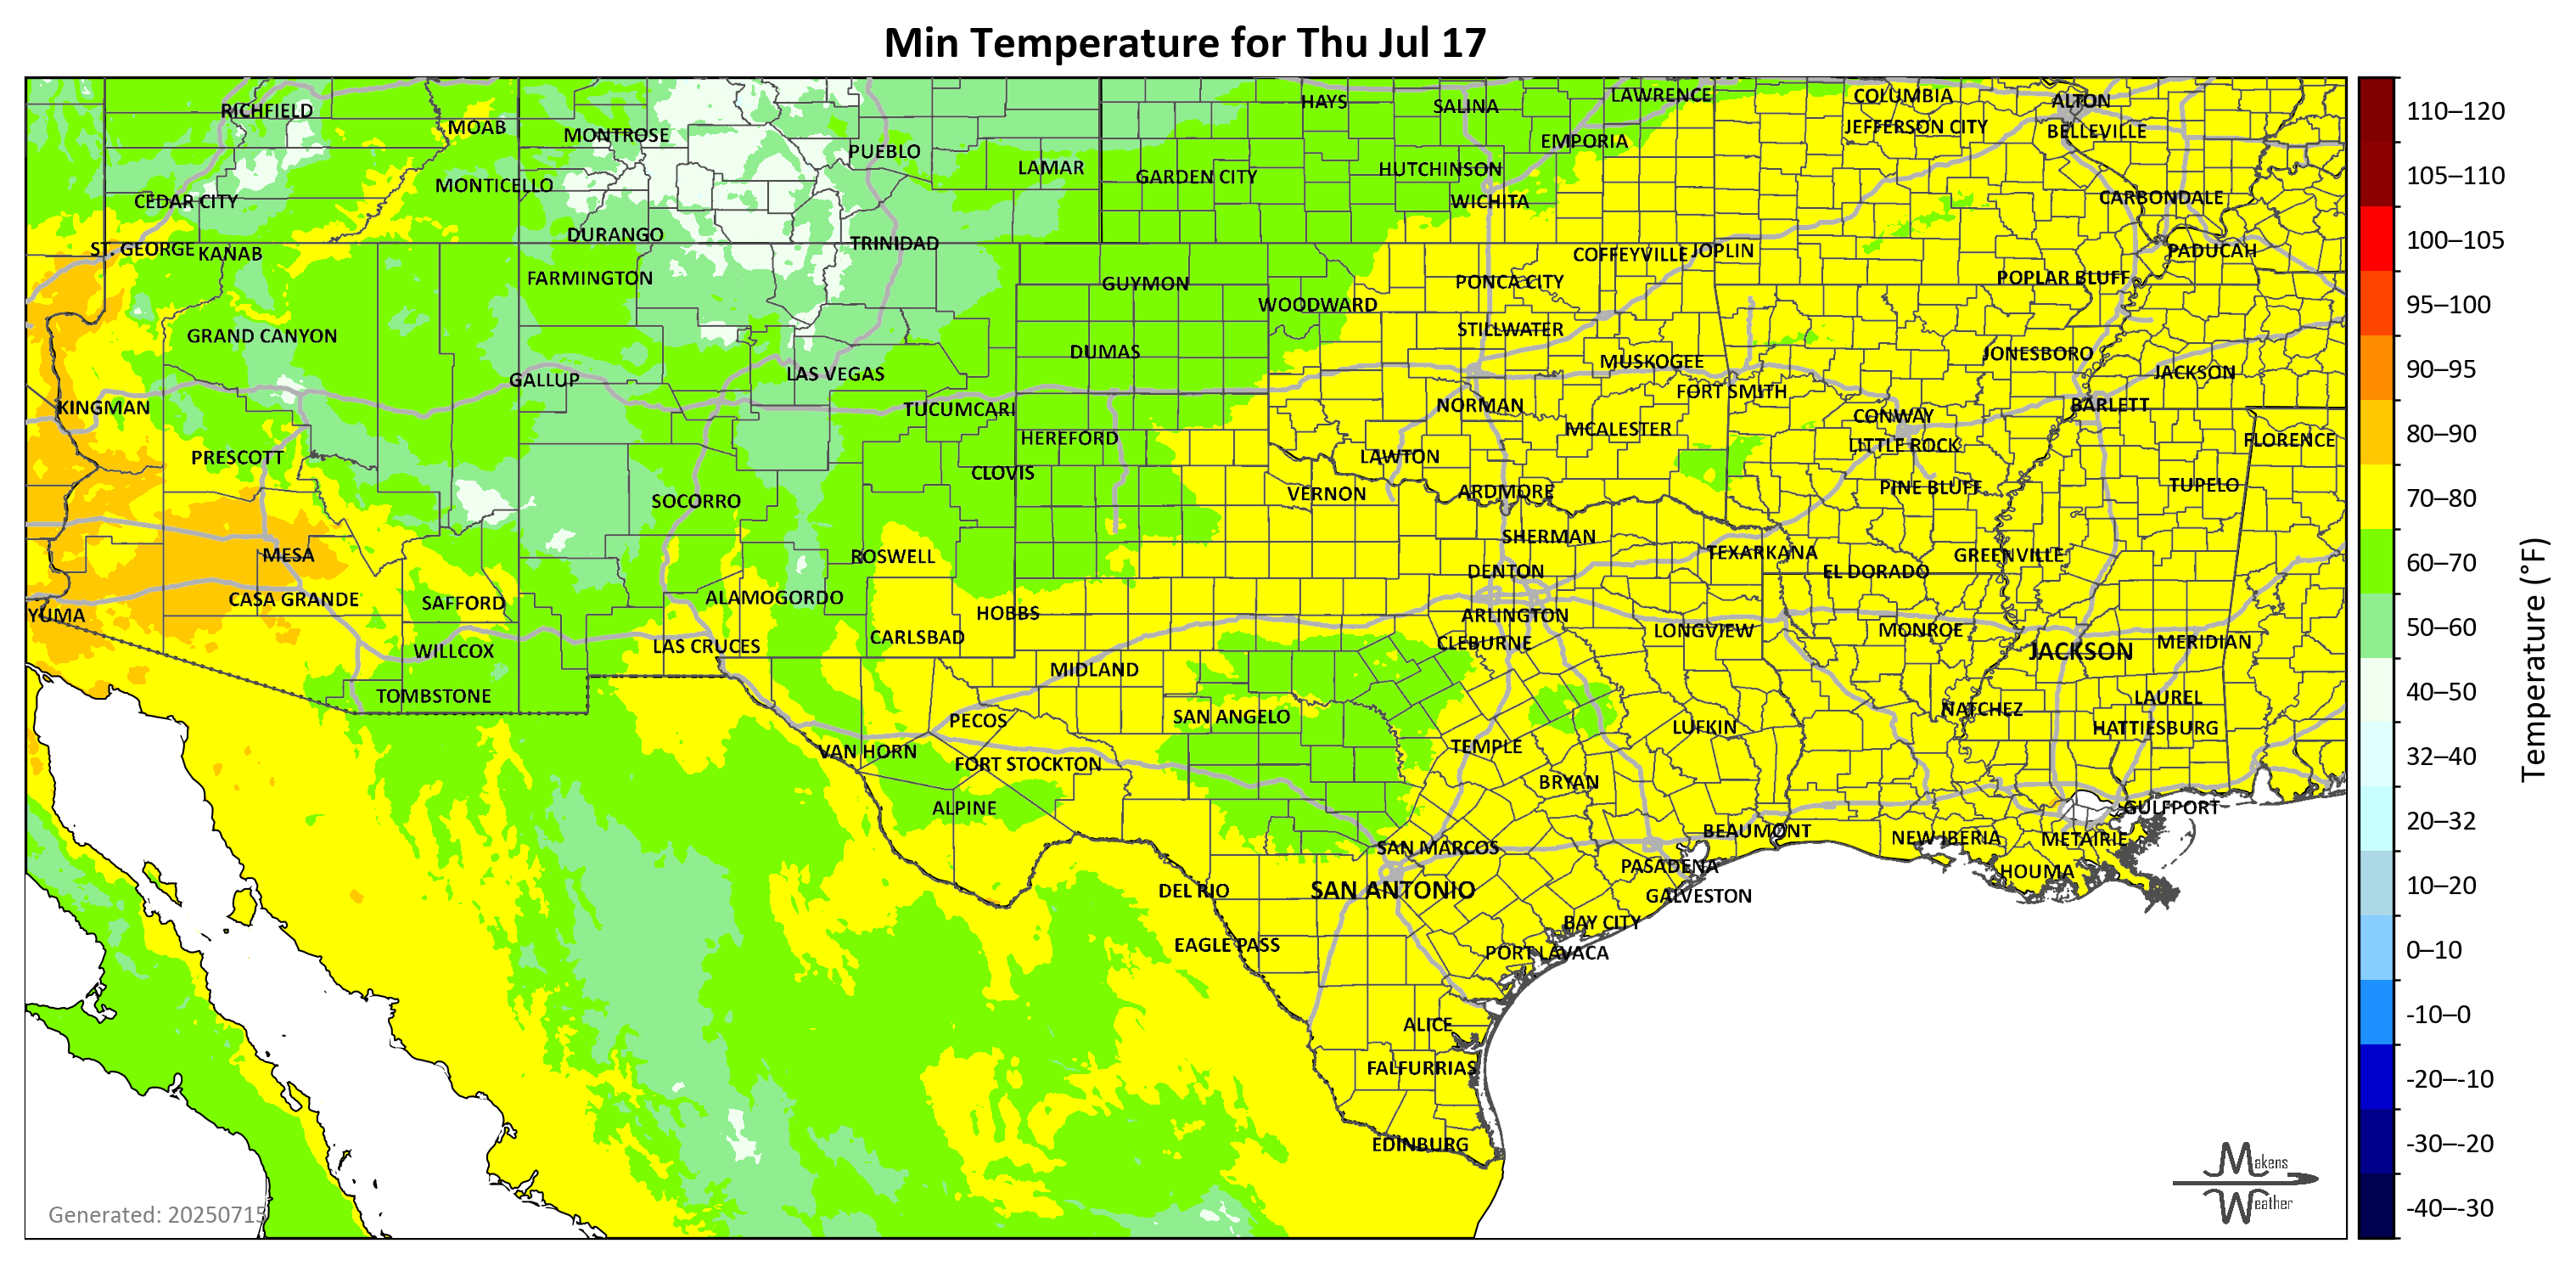 Min Temperature for Thu Jul 17
RICHFIELD
MOAB
MONTROSE
PUEBLO
LAMAR
HAYS
SALINA
LAWRENCE
COLUMBIA
ALTON
JEFFERSON CITY
BELLEVILLE
EMPORIA
HUTCHINSON
GARDEN CITY
MONTICELLO
CEDAR CITY
WICHITA
CARBONDALE
DURANGO
TRINIDAD
ST. GEORGE
KANAB
COFFEYVILLE
JOPLIN
PADUCAH
FARMINGTON
GUYMON
PONCA CITY
POPLAR BLUFF
WOODWARD
GRAND CANYON
STILLWATER
DUMAS
MUSKOGEE
JONESBORO
GALLUP
LAS VEGAS
JACKSON
FORT SMITH
KINGMAN
TUCUMCARI
NORMAN
CONWAY
BARLETT
HEREFORD
MCALESTER
LITTLE ROCK
FLORENCE
PRESCOTT
CLOVIS
LAWTON
SOCORRO
VERNON
ARDMORE
PINE BLUFF
TUPELO
SHERMAN
MESA
ROSWELL
TEXARKANA
GREENVILLE
DENTON
EL DORADO
YUMA
CASA GRANDE
SAFFORD
ALAMOGORDO
HOBBS
ARLINGTON
WILLCOX
LAS CRUCES
CARLSBAD
CLEBURNE
LONGVIEW
MONROE
JACKSON
MERIDIAN
MIDLAND
TOMBSTONE
PECOS
SAN ANGELO
LUFKIN
NATCHEZ
LAUREL
HATTIESBURG
VAN HORN
FORT STOCKTON
TEMPLE
BRYAN
ALPINE
GULFPORT
SAN MARCOS
BEAUMONT
NEW IBERIA
METAIRIE
DEL RIO
SAN ANTONIO
PASADENA
HOUMA
GALVESTON
EAGLE PASS
BAY CITY
PORT LAVACA
ALICE
FALFURRIAS
EDINBURG
Generated: 20250715
Makens
Weather
110–120
105–110
100–105
95–100
90–95
80–90
70–80
60–70
50–60
40–50
32–40
20–32
10–20
0–10
-10–0
-20–-10
-30–-20
-40–-30
Temperature (°F)